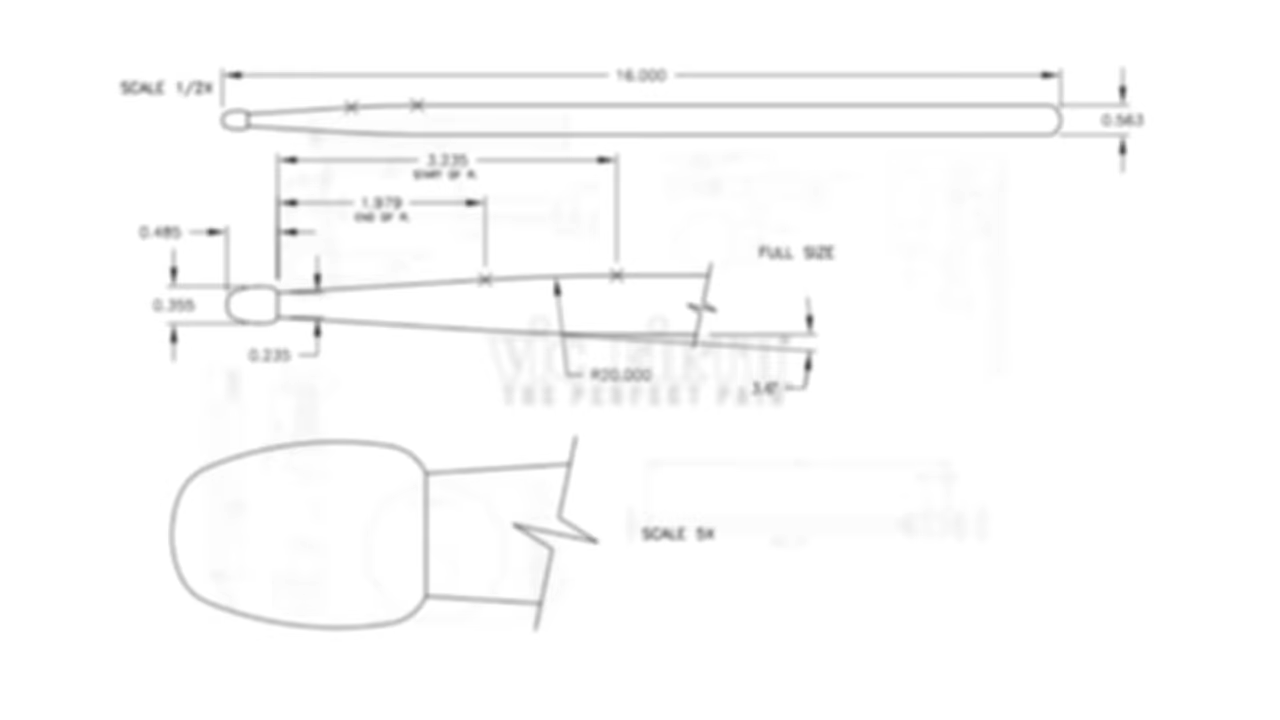 16.000
SCALE 1/2X
0.563
3.235
START OF R.
1.979
END OF R.
0.485
FULL SIZE
0.355
0.235
R20.000
THE PERFECT PAIR
SCALE 5X